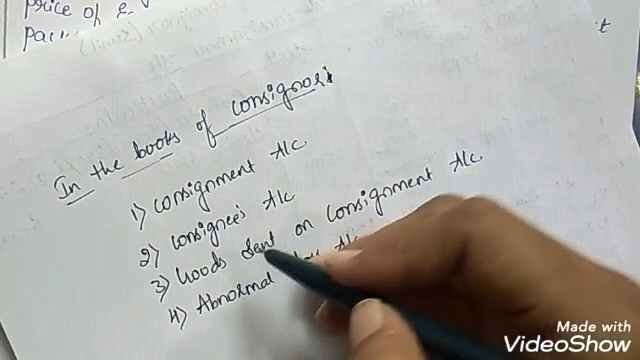 price of
In the books of consignor:
1) consignment A/c
2) consignee's A/c
3) Goods sent on consignment A/c
4) Abnormal loss A/c
Made with
VideoShow